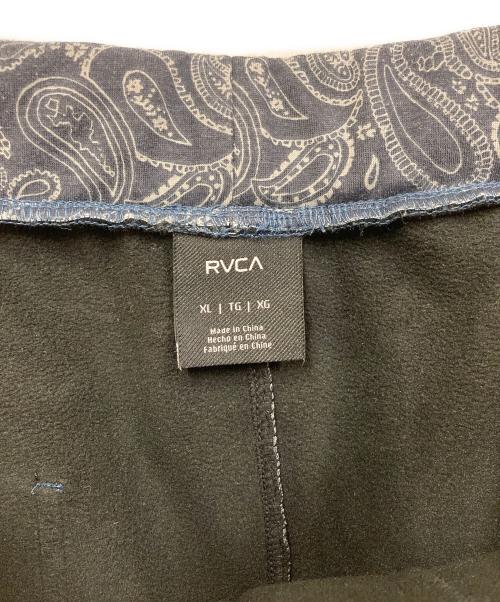 RVCA
XL | TG | XG
Made in China
Hecho en China
Fabriqué en Chine